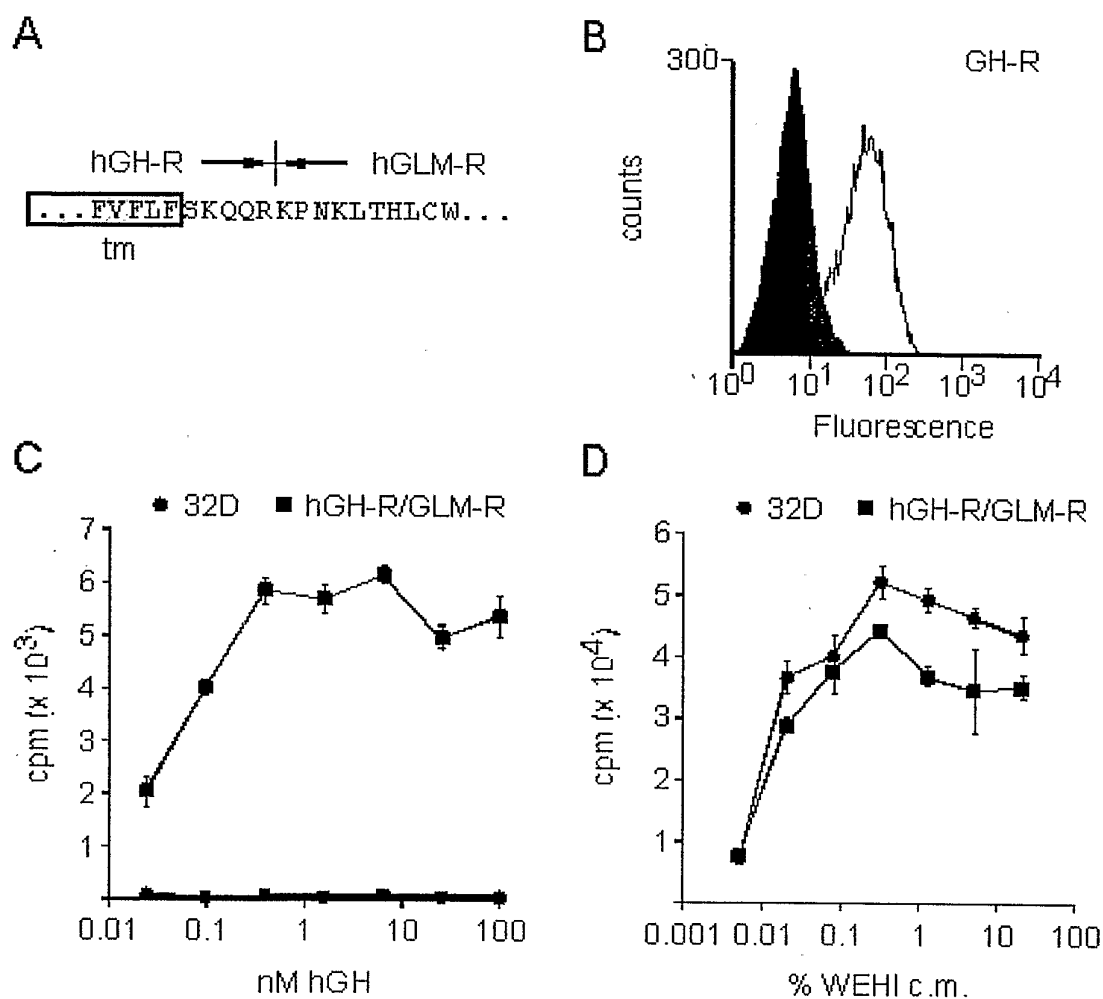 A
hGH-R hGLM-R
...FVFLFSKQQRKPNKLTHLCW...
tm
B
300
GH-R
counts
10^0 10^1 10^2 10^3 10^4
Fluorescence
C
32D hGH-R/GLM-R
7
6
5
4
3
2
1
cpm (x 10^3)
0.01 0.1 1 10 100
nM hGH
D
32D hGH-R/GLM-R
6
5
4
3
2
1
cpm (x 10^4)
0.001 0.01 0.1 1 10 100
% WEHI c.m.